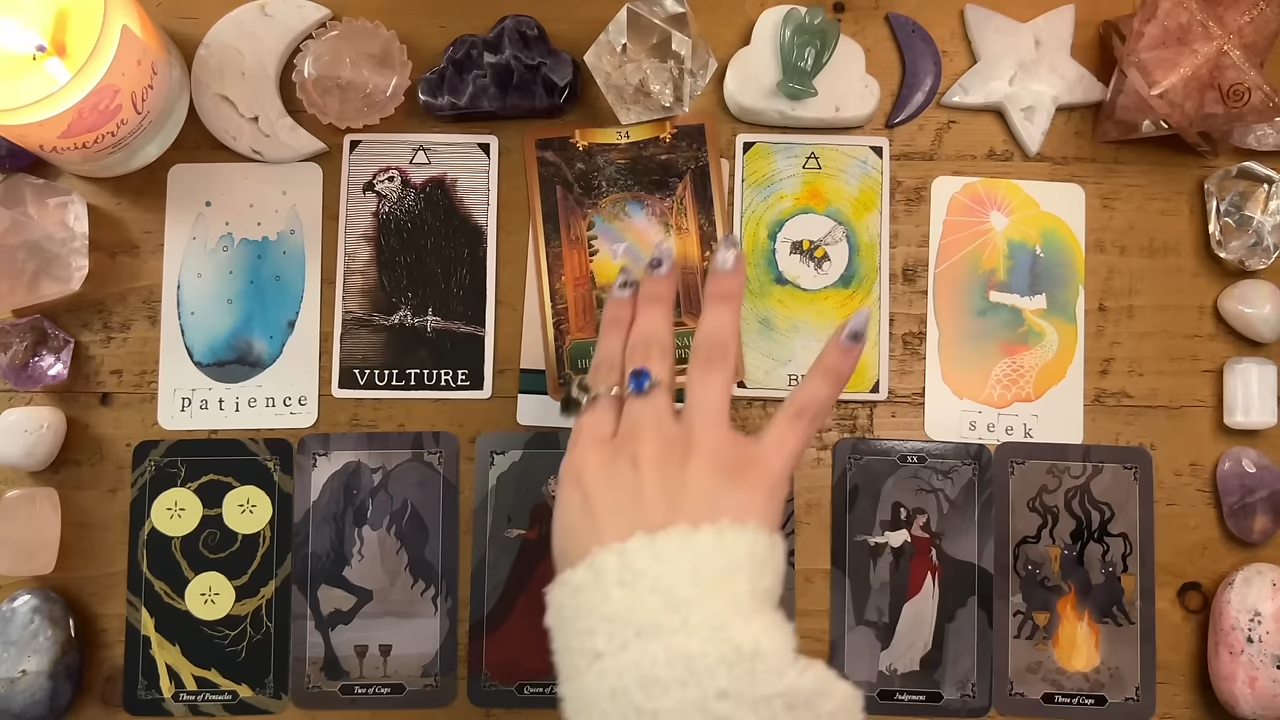 Unicorn love
34
patience
VULTURE
seek
Three of Pentacles
Two of Cups
Queen of
XX
Judgement
Three of Cups